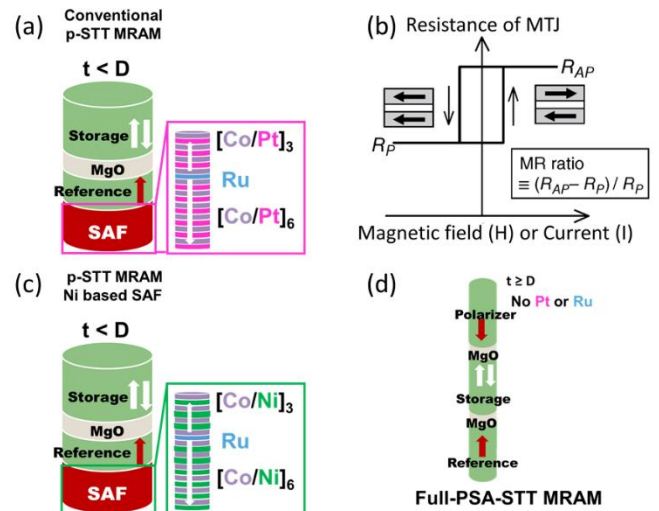 (a)
Conventional
p-STT MRAM
t < D
Storage
MgO
Reference
SAF
[Co/Pt]3
Ru
[Co/Pt]6
(b)
Resistance of MTJ
RAP
RP
MR ratio
≡ (RAP– RP) / RP
Magnetic field (H) or Current (I)
(c)
p-STT MRAM
Ni based SAF
t < D
Storage
MgO
Reference
SAF
[Co/Ni]3
Ru
[Co/Ni]6
(d)
t ≥ D
No Pt or Ru
Polarizer
MgO
Storage
MgO
Reference
Full-PSA-STT MRAM